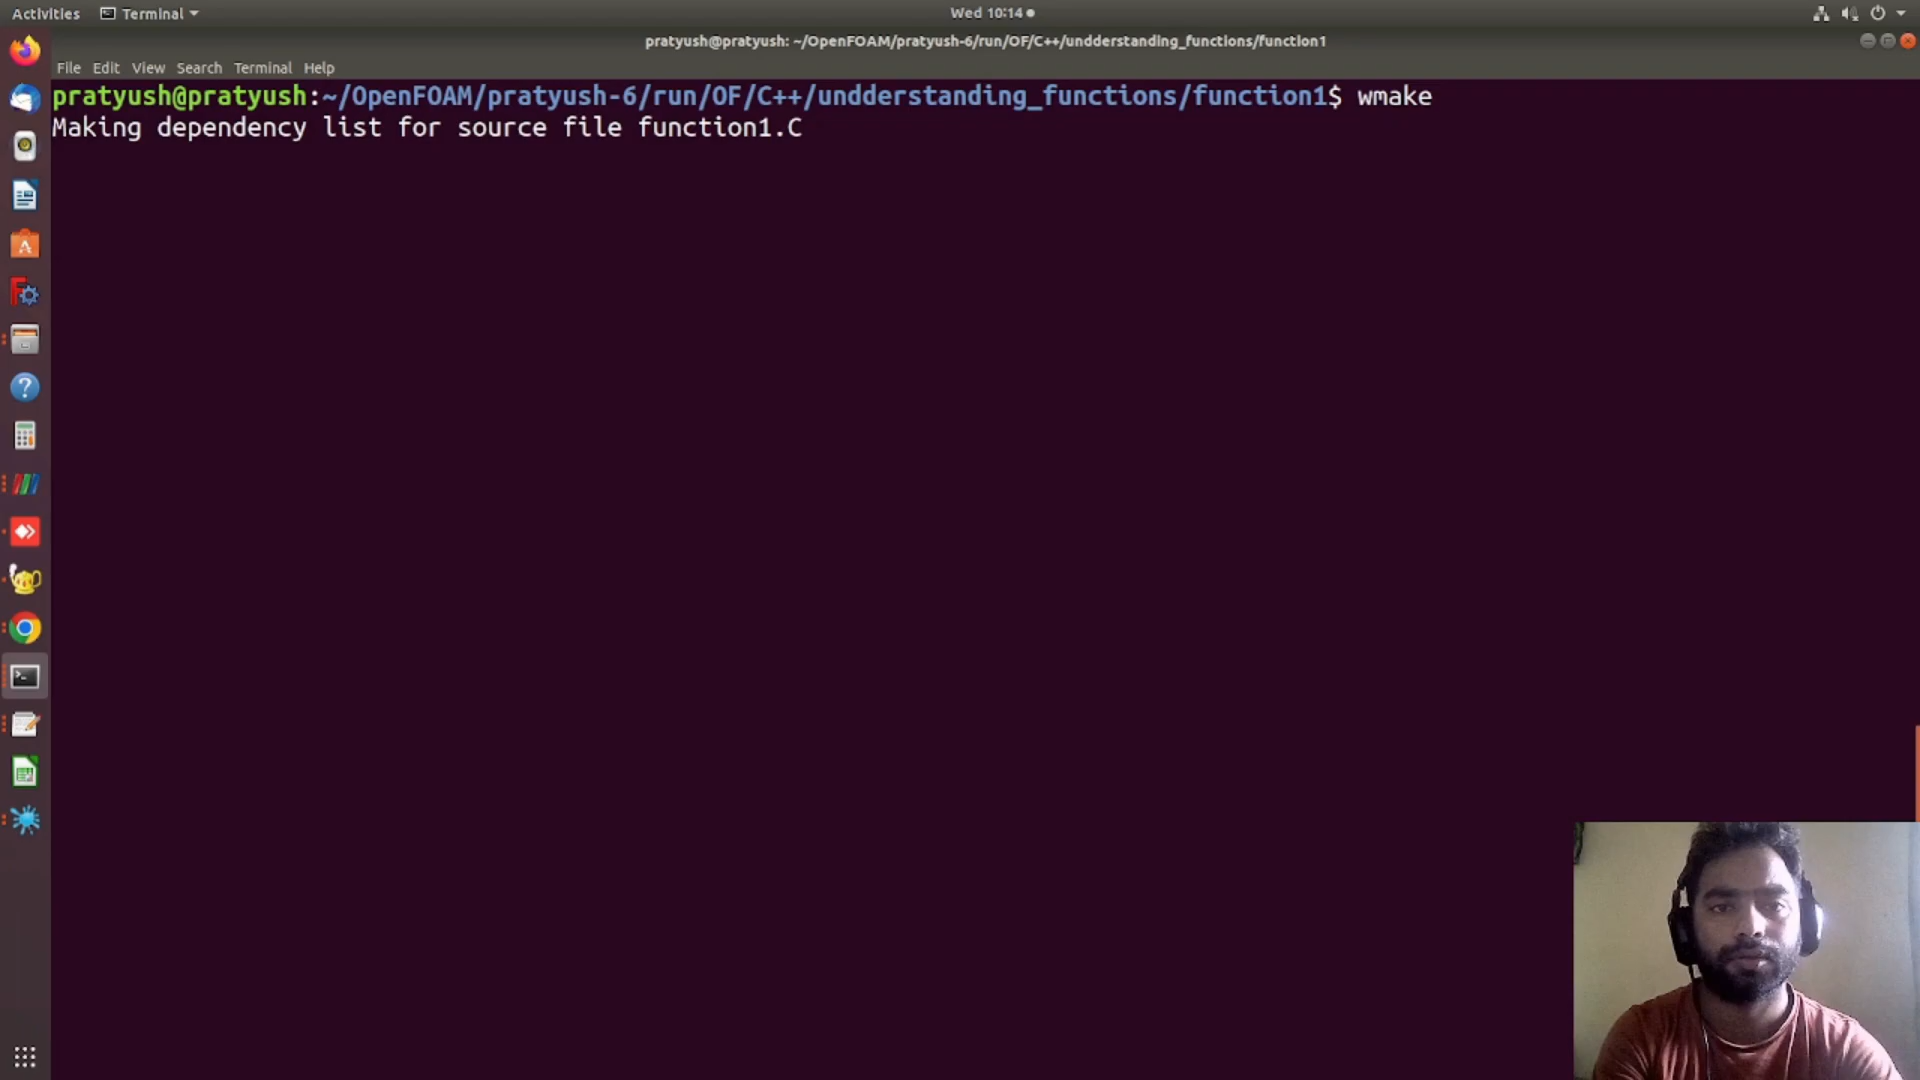 Activities Terminal Wed 10:14
pratyush@pratyush: ~/OpenFOAM/pratyush-6/run/OF/C++/undderstanding_functions/function1
File Edit View Search Terminal Help
pratyush@pratyush:~/OpenFOAM/pratyush-6/run/OF/C++/undderstanding_functions/function1$ wmake
Making dependency list for source file function1.C